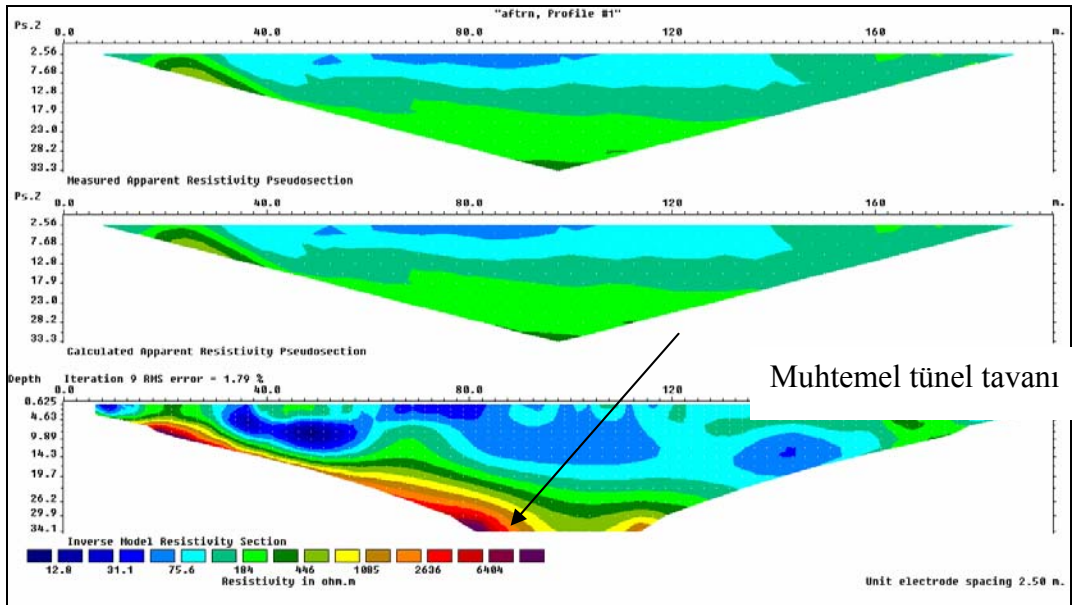 "aftrn, Profile #1"
Ps.Z 0.0 40.0 80.0 120 160 m.
2.56
7.68
12.8
17.9
23.0
28.2
33.3
Measured Apparent Resistivity Pseudosection
Ps.Z 0.0 40.0 80.0 120 160 m.
2.56
7.68
12.8
17.9
23.0
28.2
33.3
Calculated Apparent Resistivity Pseudosection
Muhtemel tünel tavanı
Depth Iteration 9 RMS error = 1.79 %
0.0 40.0 80.0
0.625
4.63
9.89
14.3
19.7
26.2
29.9
34.1
Inverse Model Resistivity Section
12.8 31.1 75.6 184 446 1085 2636 6404
Resistivity in ohm.m
Unit electrode spacing 2.50 m.